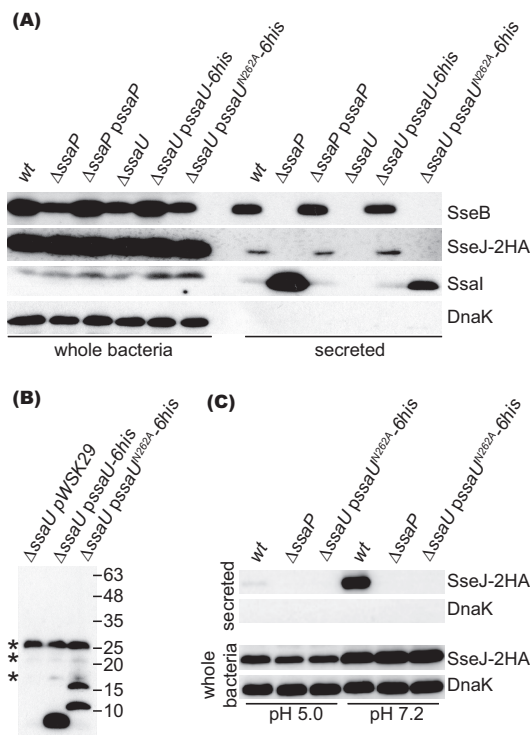 (A)
wt
ΔssaP
ΔssaP pssaP
ΔssaU
ΔssaU pssaU-6his
ΔssaU pssaU^N262A-6his
wt
ΔssaP
ΔssaP pssaP
ΔssaU
ΔssaU pssaU-6his
ΔssaU pssaU^N262A-6his
SseB
SseJ-2HA
SsaI
DnaK
whole bacteria
secreted
(B)
ΔssaU pWSK29
ΔssaU pssaU-6his
ΔssaU pssaU^N262A-6his
63
48
35
* 25
* 20
* 15
10
(C)
wt
ΔssaP
ΔssaU pssaU^N262A-6his
wt
ΔssaP
ΔssaU pssaU^N262A-6his
secreted
SseJ-2HA
DnaK
whole
bacteria
SseJ-2HA
DnaK
pH 5.0
pH 7.2